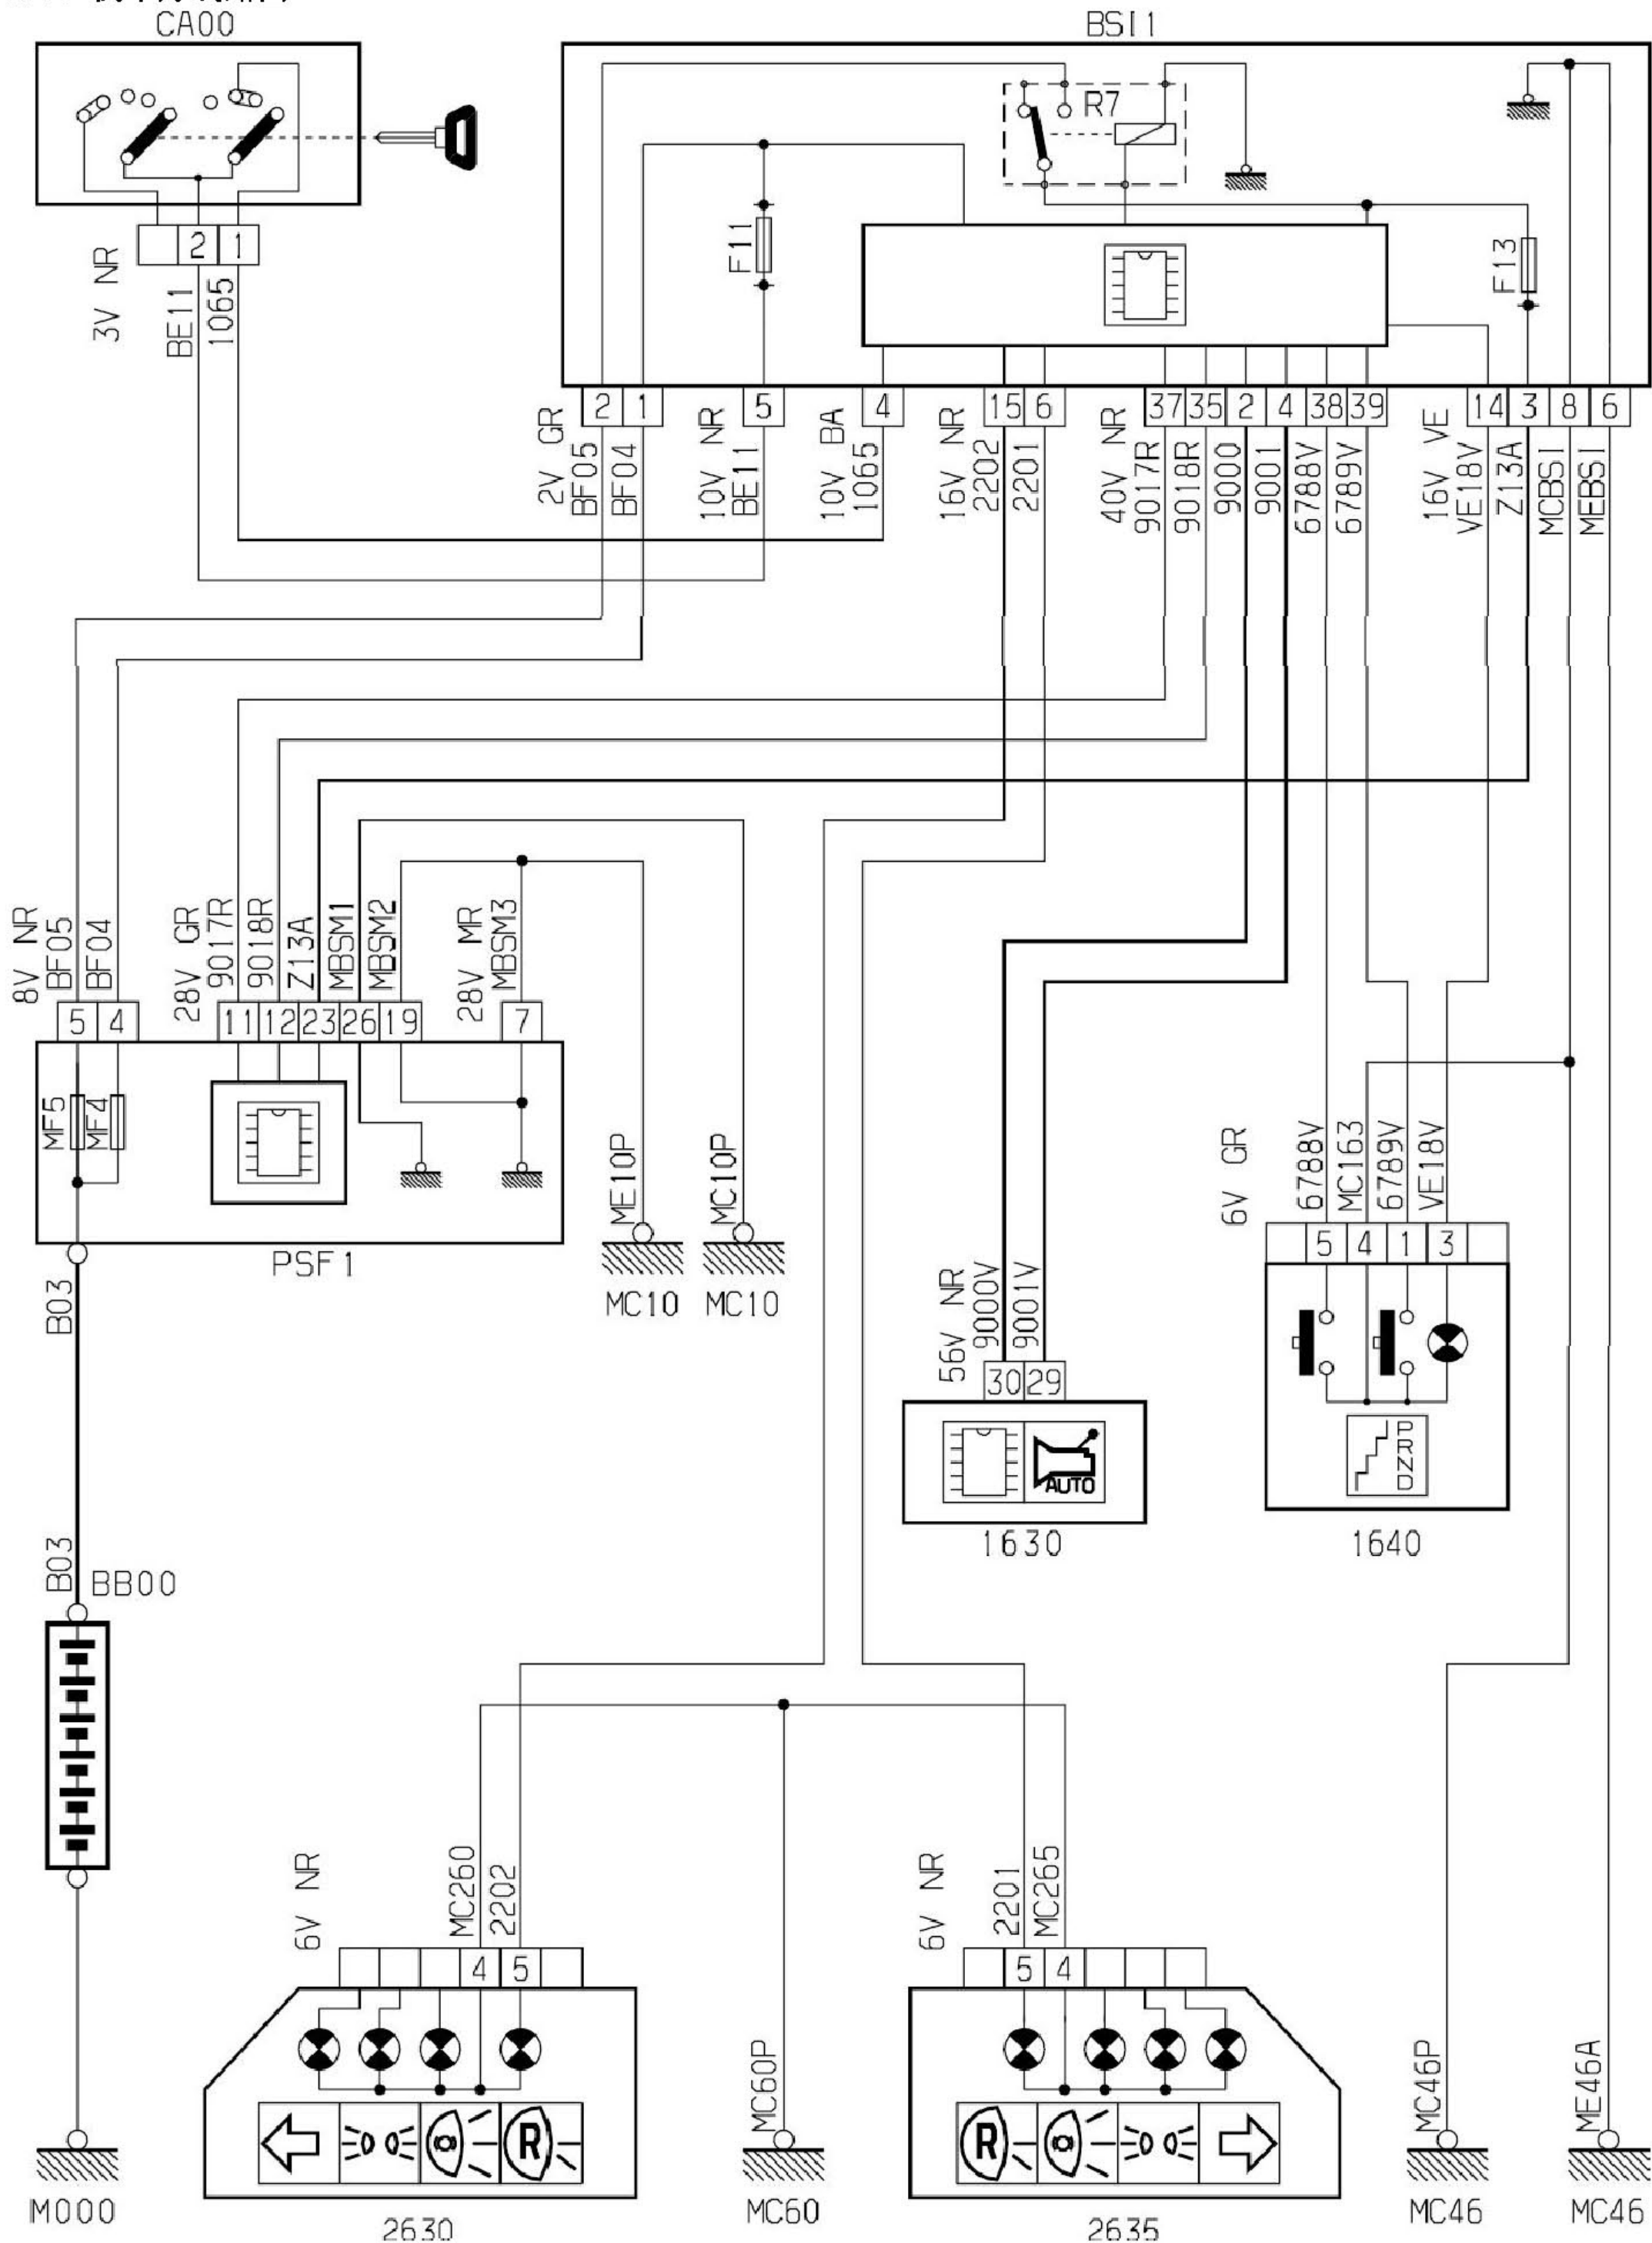 CA00
BSI1
R7
F11
F13
2 1
3V NR
BE11
1065
2 1 5 4 15 6 37 35 2 4 38 39 14 3 8 6
2V GR
BF05
BF04
10V NR
BE11
10V BA
1065
16V NR
2202
2201
40V NR
9017R
9018R
9000
9001
6788V
6789V
16V VE
VE18V
Z13A
MCBSI
MEBSI
8V NR
BF05
BF04
28V GR
9017R
9018R
Z13A
MBSM1
MBSM2
28V MR
MBSM3
5 4 11 12 23 26 19 7
MF5
MF4
PSF1
ME10P
MC10P
MC10 MC10
6V GR
6788V
MC163
6789V
VE18V
5 4 1 3
B03
56V NR
9000V
9001V
30 29
AUTO
PRND
1630
1640
B03
BB00
6V NR
MC260
2202
4 5
6V NR
2201
MC265
5 4
MC60P
MC46P
ME46A
R
R
M000
2630
MC60
2635
MC46
MC46